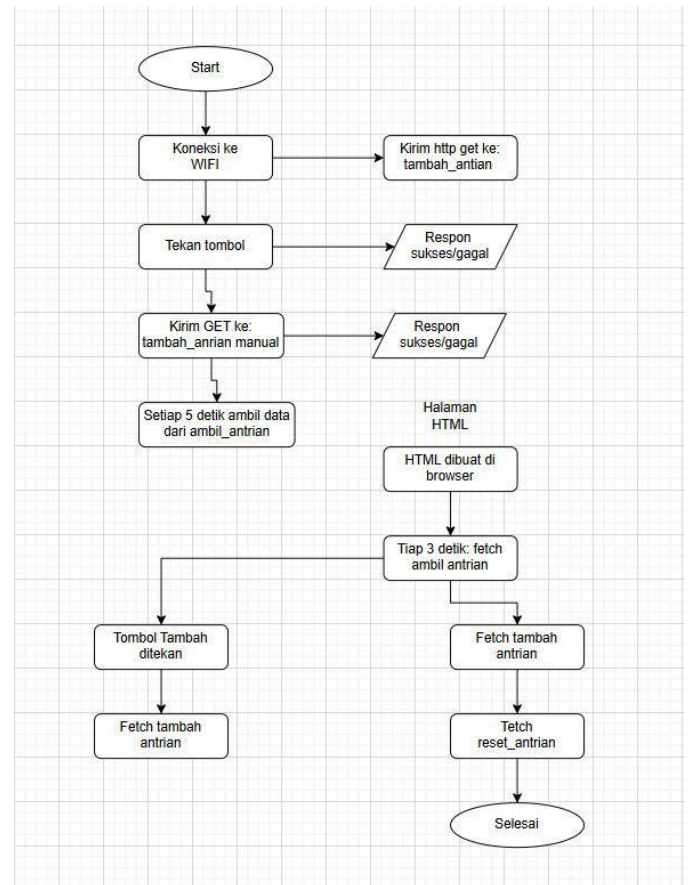 Start
Koneksi ke
WIFI
Kirim http get ke:
tambah_antian
Tekan tombol
Respon
sukses/gagal
Kirim GET ke:
tambah_anrian manual
Respon
sukses/gagal
Setiap 5 detik ambil data
dari ambil_antrian
Halaman
HTML
HTML dibuat di
browser
Tiap 3 detik: fetch
ambil antrian
Tombol Tambah
ditekan
Fetch tambah
antrian
Fetch tambah
antrian
Tetch
reset_antrian
Selesai